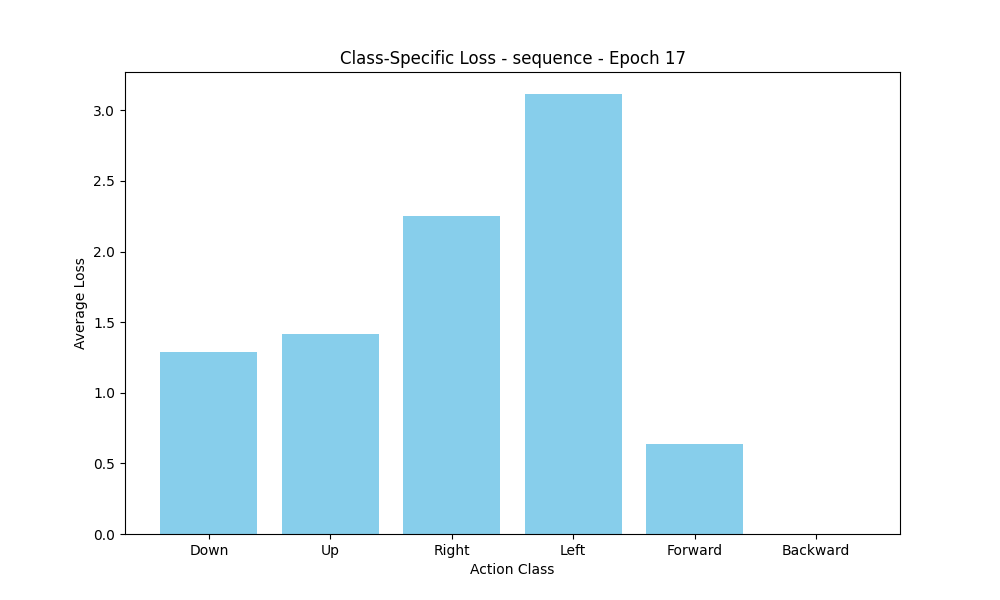 Class-Specific Loss - sequence - Epoch 17
Average Loss
3.0
2.5
2.0
1.5
1.0
0.5
0.0
Down Up Right Left Forward Backward
Action Class